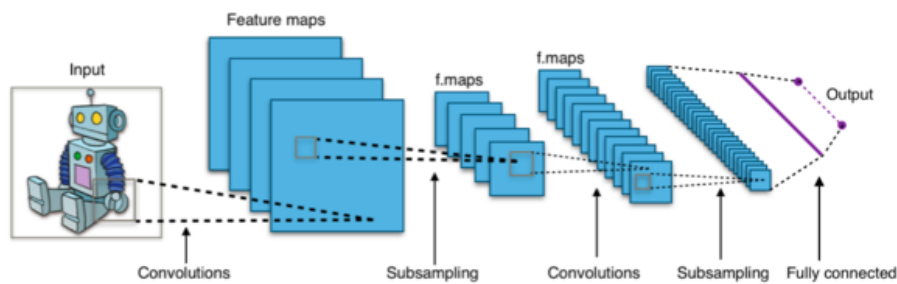 Feature maps
Input
f.maps
f.maps
Output
Convolutions
Subsampling
Convolutions
Subsampling
Fully connected